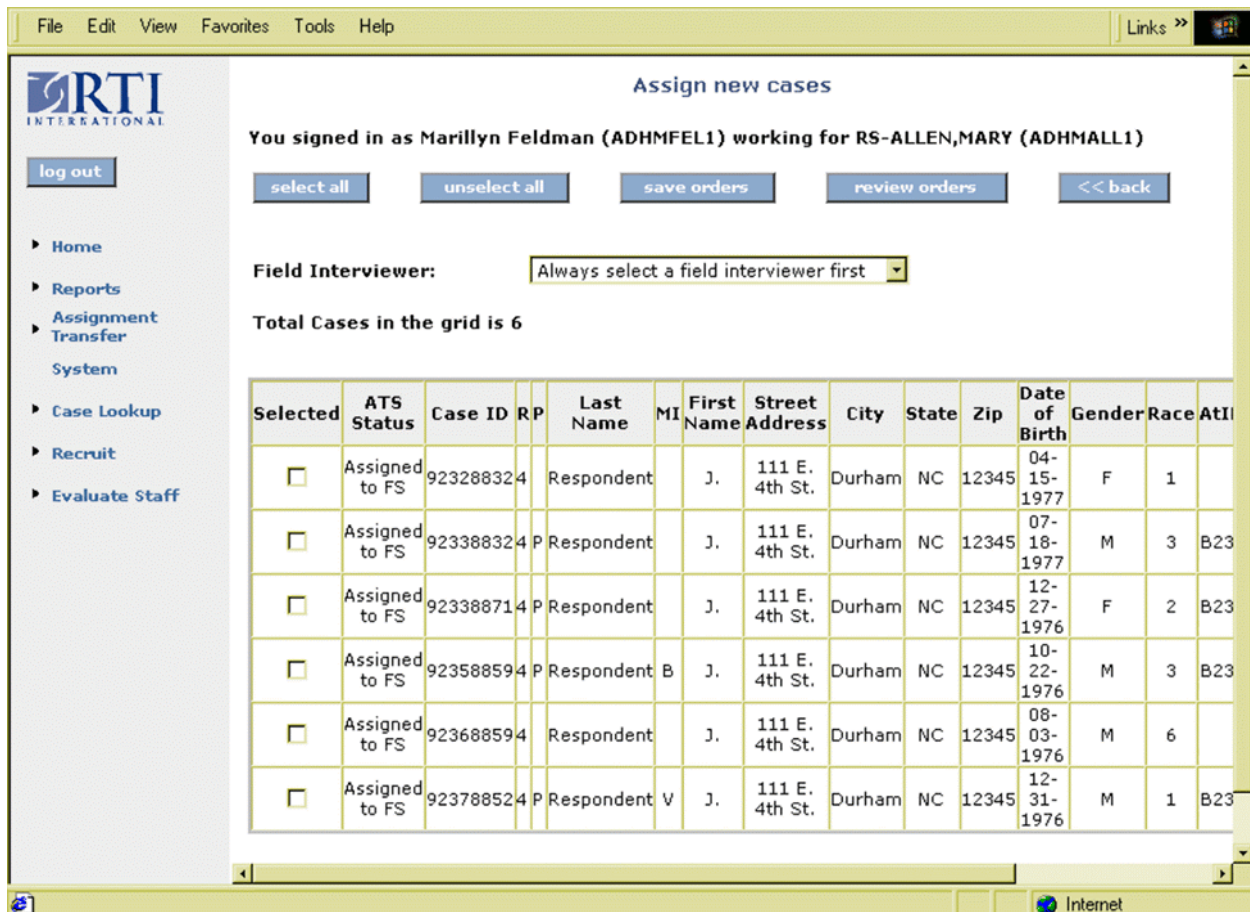 File Edit View Favorites Tools Help Links »
RTI
INTERNATIONAL
log out
Home
Reports
Assignment
Transfer
System
Case Lookup
Recruit
Evaluate Staff
Assign new cases
You signed in as Marillyn Feldman (ADHMFEL1) working for RS-ALLEN,MARY (ADHMALL1)
select all unselect all save orders review orders << back
Field Interviewer: Always select a field interviewer first
Total Cases in the grid is 6
Selected ATS Status Case ID R P Last Name MI First Name Street Address City State Zip Date of Birth Gender Race AtI
Assigned to FS 92328832 4 Respondent J. 111 E. 4th St. Durham NC 12345 04-15-1977 F 1
Assigned to FS 92338832 4 P Respondent J. 111 E. 4th St. Durham NC 12345 07-18-1977 M 3 B23
Assigned to FS 92338871 4 P Respondent J. 111 E. 4th St. Durham NC 12345 12-27-1976 F 2 B23
Assigned to FS 92358859 4 P Respondent B J. 111 E. 4th St. Durham NC 12345 10-22-1976 M 3 B23
Assigned to FS 92368859 4 Respondent J. 111 E. 4th St. Durham NC 12345 08-03-1976 M 6
Assigned to FS 92378852 4 P Respondent V J. 111 E. 4th St. Durham NC 12345 12-31-1976 M 1 B23
Internet